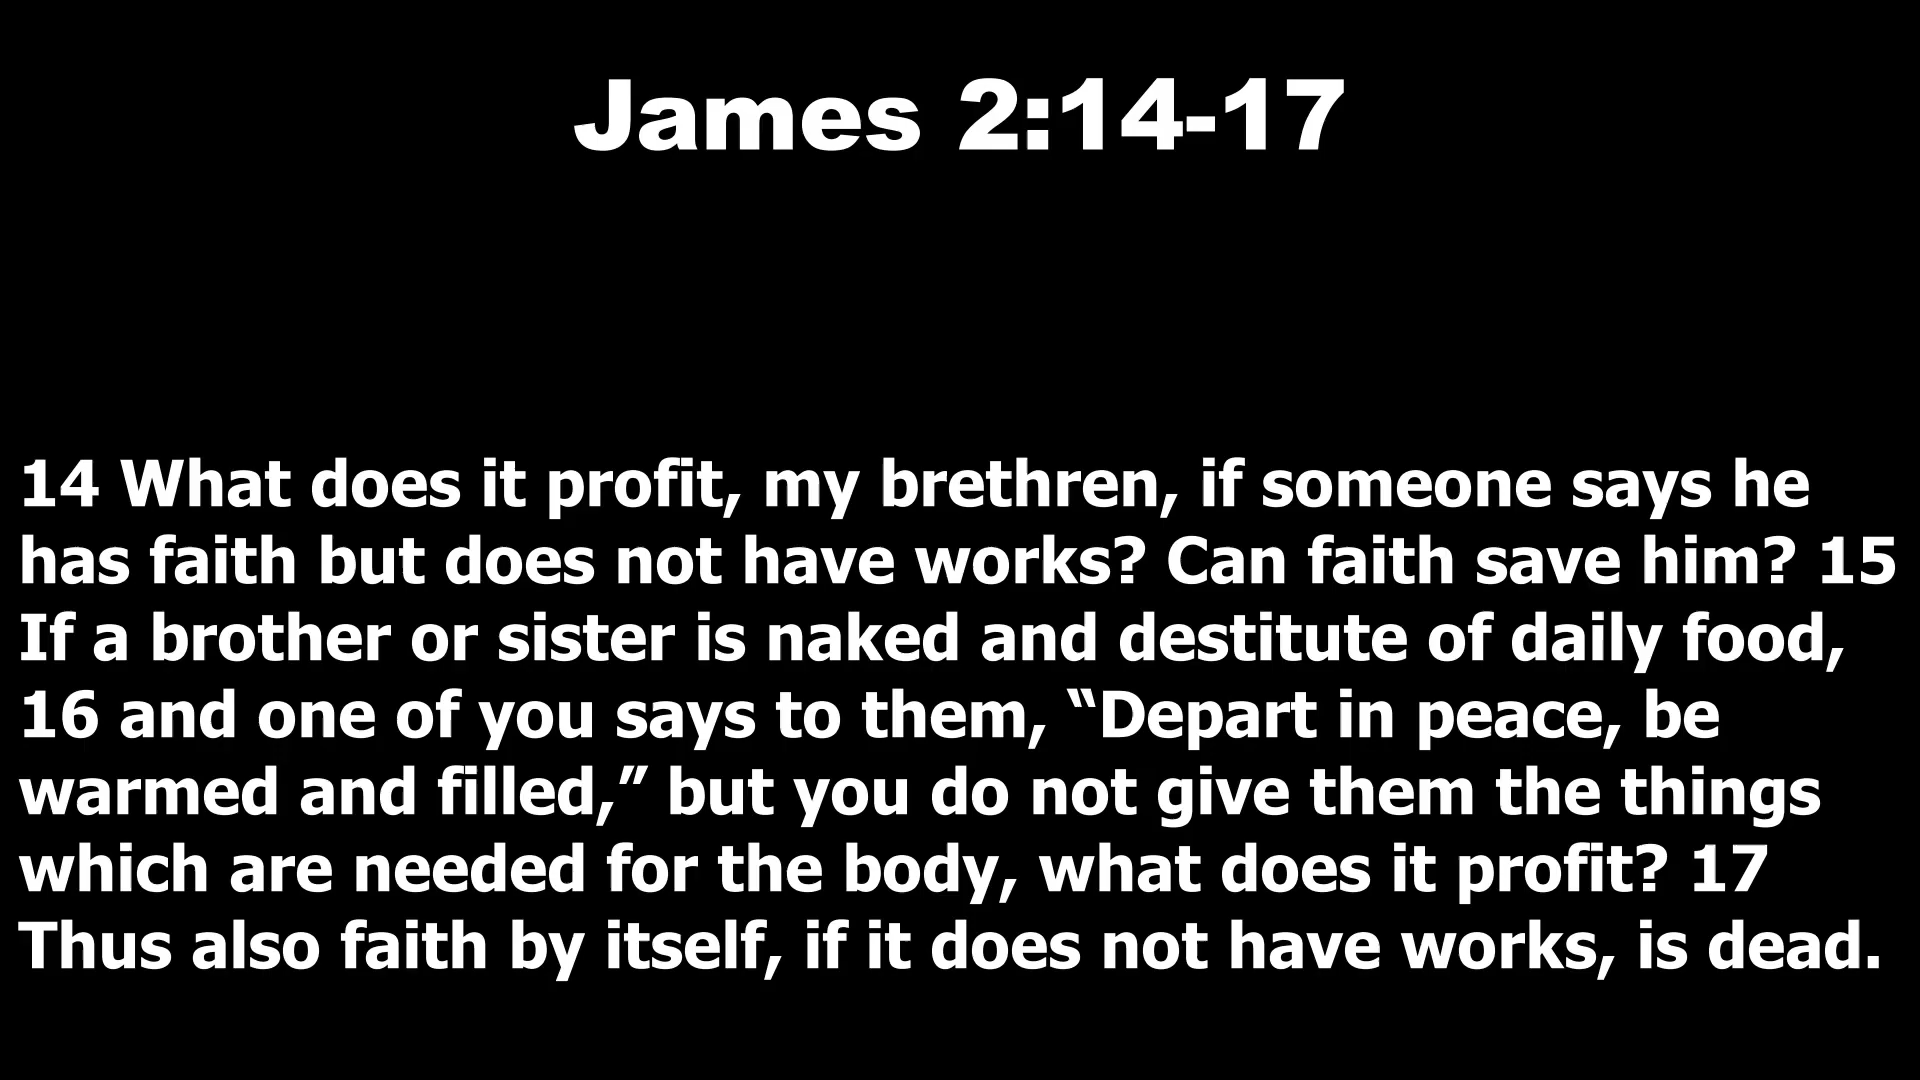 James 2:14-17
14 What does it profit, my brethren, if someone says he
has faith but does not have works? Can faith save him? 15
If a brother or sister is naked and destitute of daily food,
16 and one of you says to them, “Depart in peace, be
warmed and filled,” but you do not give them the things
which are needed for the body, what does it profit? 17
Thus also faith by itself, if it does not have works, is dead.